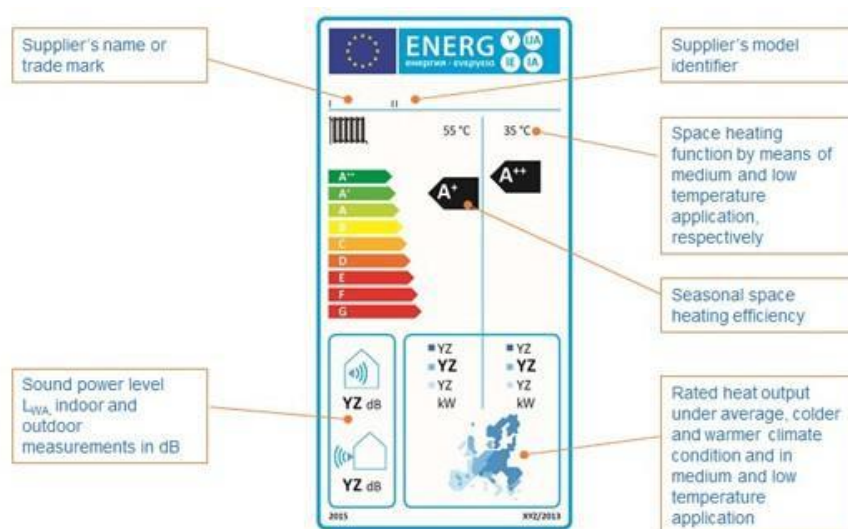 Supplier's name or
trade mark
ENERG Y UA
енергия · ενεργεια IE IA
Supplier's model
identifier
I II
55 °C 35 °C
Space heating
function by means of
medium and low
temperature
application,
respectively
A++
A+
A
B
C
D
E
F
G
A+
A++
Seasonal space
heating efficiency
Sound power level
LWA, indoor and
outdoor
measurements in dB
YZ dB
YZ dB
YZ YZ
YZ YZ
YZ YZ
kW kW
Rated heat output
under average, colder
and warmer climate
condition and in
medium and low
temperature
application
2015 XYZ/2013